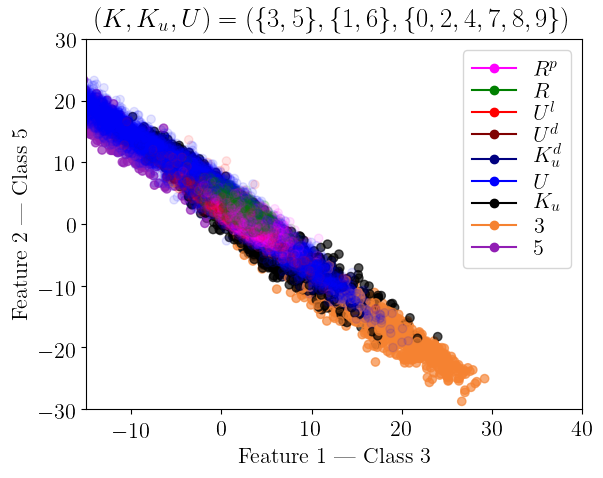 (K, K_u, U) = ({3, 5}, {1, 6}, {0, 2, 4, 7, 8, 9})
30
20
10
0
−10
−20
−30
Feature 2 — Class 5
R^p
R
U^l
U^d
K_u^d
U
K_u
3
5
−10
0
10
20
30
40
Feature 1 — Class 3